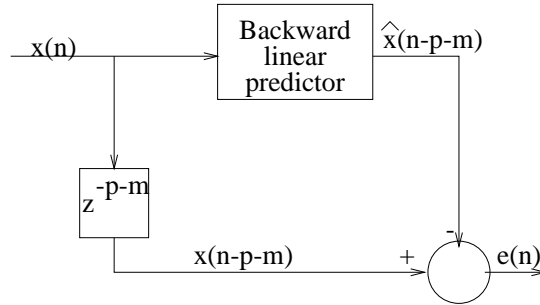 x(n)
Backward
linear
predictor
x̂(n-p-m)
z^-p-m
x(n-p-m)
+
-
e(n)